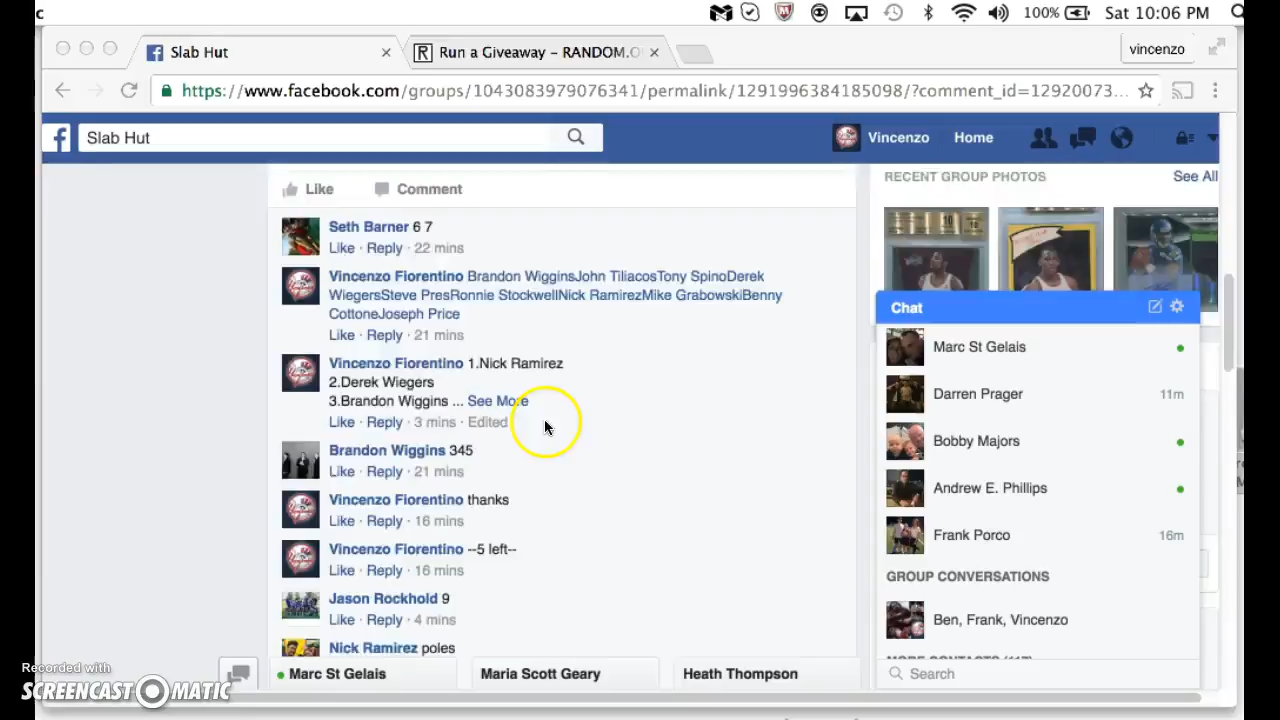 c
100%
Sat 10:06 PM
Slab Hut
R
Run a Giveaway – RANDOM.O
vincenzo
https://www.facebook.com/groups/1043083979076341/permalink/1291996384185098/?comment_id=12920073...
f
Slab Hut
Vincenzo
Home
Like
Comment
Seth Barner 6 7
Like · Reply · 22 mins
Vincenzo Fiorentino Brandon WigginsJohn TiliacosTony SpinoDerek
WiegersSteve PresRonnie StockwellNick RamirezMike GrabowskiBenny
CottoneJoseph Price
Like · Reply · 21 mins
Vincenzo Fiorentino 1.Nick Ramirez
2.Derek Wiegers
3.Brandon Wiggins ... See More
Like · Reply · 3 mins · Edited
Brandon Wiggins 345
Like · Reply · 21 mins
Vincenzo Fiorentino thanks
Like · Reply · 16 mins
Vincenzo Fiorentino --5 left--
Like · Reply · 16 mins
Jason Rockhold 9
Like · Reply · 4 mins
Nick Ramirez poles
RECENT GROUP PHOTOS
See All
Chat
Marc St Gelais
Darren Prager 11m
Bobby Majors
Andrew E. Phillips
Frank Porco 16m
GROUP CONVERSATIONS
Ben, Frank, Vincenzo
MORE CONTACTS (117)
Search
Marc St Gelais
Maria Scott Geary
Heath Thompson
Recorded with
SCREENCAST-O-MATIC